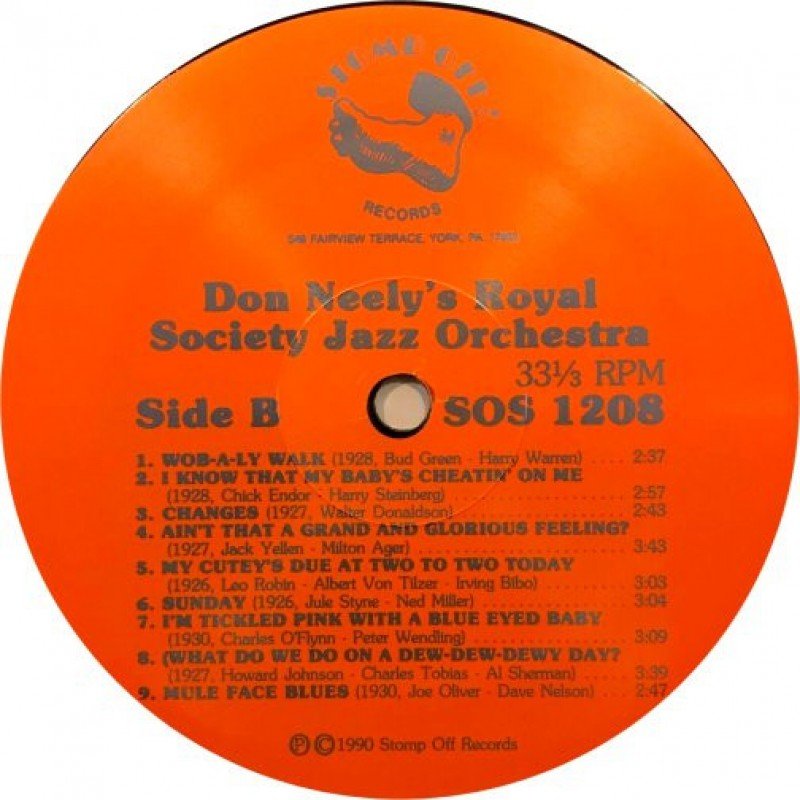 STOMP OFF
RECORDS
FAIRVIEW TERRACE, YORK, PA
Don Neely's Royal
Society Jazz Orchestra
33⅓ RPM
Side B SOS 1208
1. WOB-A-LY WALK (1928, Bud Green - Harry Warren) .... 2:37
2. I KNOW THAT MY BABY'S CHEATIN' ON ME
(1928, Chick Endor - Harry Steinberg) .... 2:57
3. CHANGES (1927, Walter Donaldson) .... 2:43
4. AIN'T THAT A GRAND AND GLORIOUS FEELING?
(1927, Jack Yellen - Milton Ager) .... 3:43
5. MY CUTEY'S DUE AT TWO TO TWO TODAY
(1926, Leo Robin - Albert Von Tilzer - Irving Bibo) .... 3:03
6. SUNDAY (1926, Jule Styne - Ned Miller) .... 3:04
7. I'M TICKLED PINK WITH A BLUE EYED BABY
(1930, Charles O'Flynn - Peter Wendling) .... 3:09
8. (WHAT DO WE DO ON A DEW-DEW-DEWY DAY?
(1927, Howard Johnson - Charles Tobias - Al Sherman) .... 3:39
9. MULE FACE BLUES (1930, Joe Oliver - Dave Nelson) .... 2:47
Ⓟ©1990 Stomp Off Records